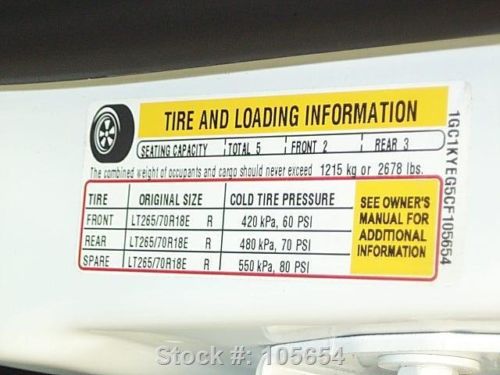 TIRE AND LOADING INFORMATION
SEATING CAPACITY TOTAL 5 FRONT 2 REAR 3
The combined weight of occupants and cargo should never exceed 1215 kg or 2678 lbs.
TIRE ORIGINAL SIZE COLD TIRE PRESSURE
FRONT LT265/70R18E R 420 kPa, 60 PSI
REAR LT265/70R18E R 480 kPa, 70 PSI
SPARE LT265/70R18E R 550 kPa, 80 PSI
SEE OWNER'S
MANUAL FOR
ADDITIONAL
INFORMATION
1GC1KYEG5CF105654
Stock #: 105654